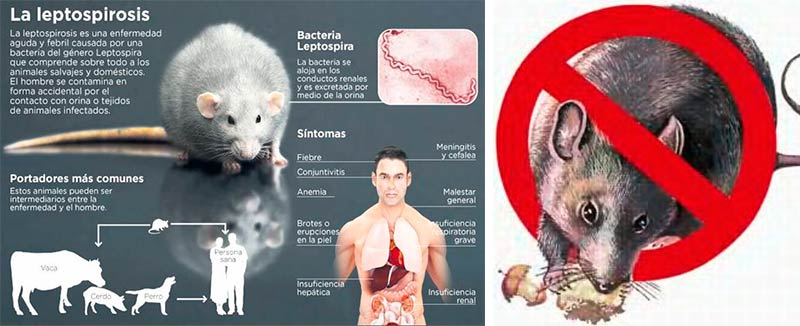 La leptospirosis
La leptospirosis es una enfermedad
aguda y febril causada por una
bacteria del género Leptospira
que comprende sobre todo a los
animales salvajes y domésticos.
El hombre se contamina en
forma accidental por el
contacto con orina o tejidos
de animales infectados.
Bacteria
Leptospira
La bacteria se
aloja en los
conductos renales
y es excretada por
medio de la orina
Portadores más comunes
Estos animales pueden ser
intermediarios entre la
enfermedad y el hombre.
Vaca
Cerdo
Perro
Persona
sana
Síntomas
Fiebre
Conjuntivitis
Anemia
Brotes o
erupciones
en la piel
Insuficiencia
hepática
Meningitis
y cefalea
Malestar
general
Insuficiencia
respiratoria
grave
Insuficiencia
renal